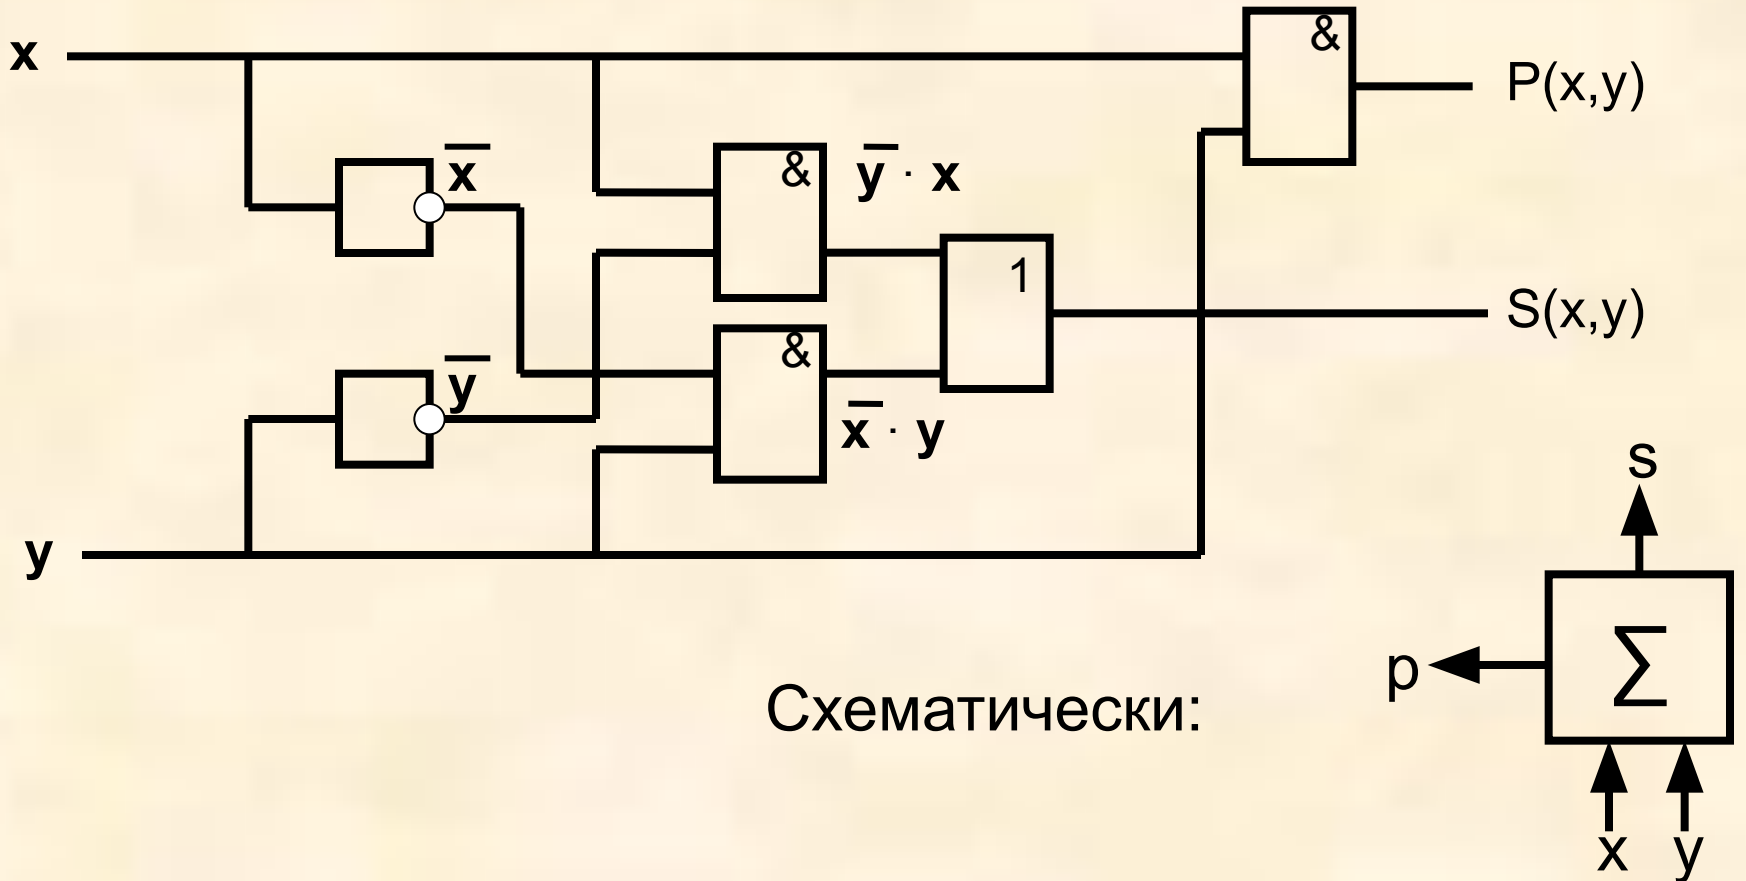 x
&
P(x,y)
x̅
&
y̅ · x
1
S(x,y)
y̅
&
x̅ · y
y
s
p
Σ
Схематически:
x y